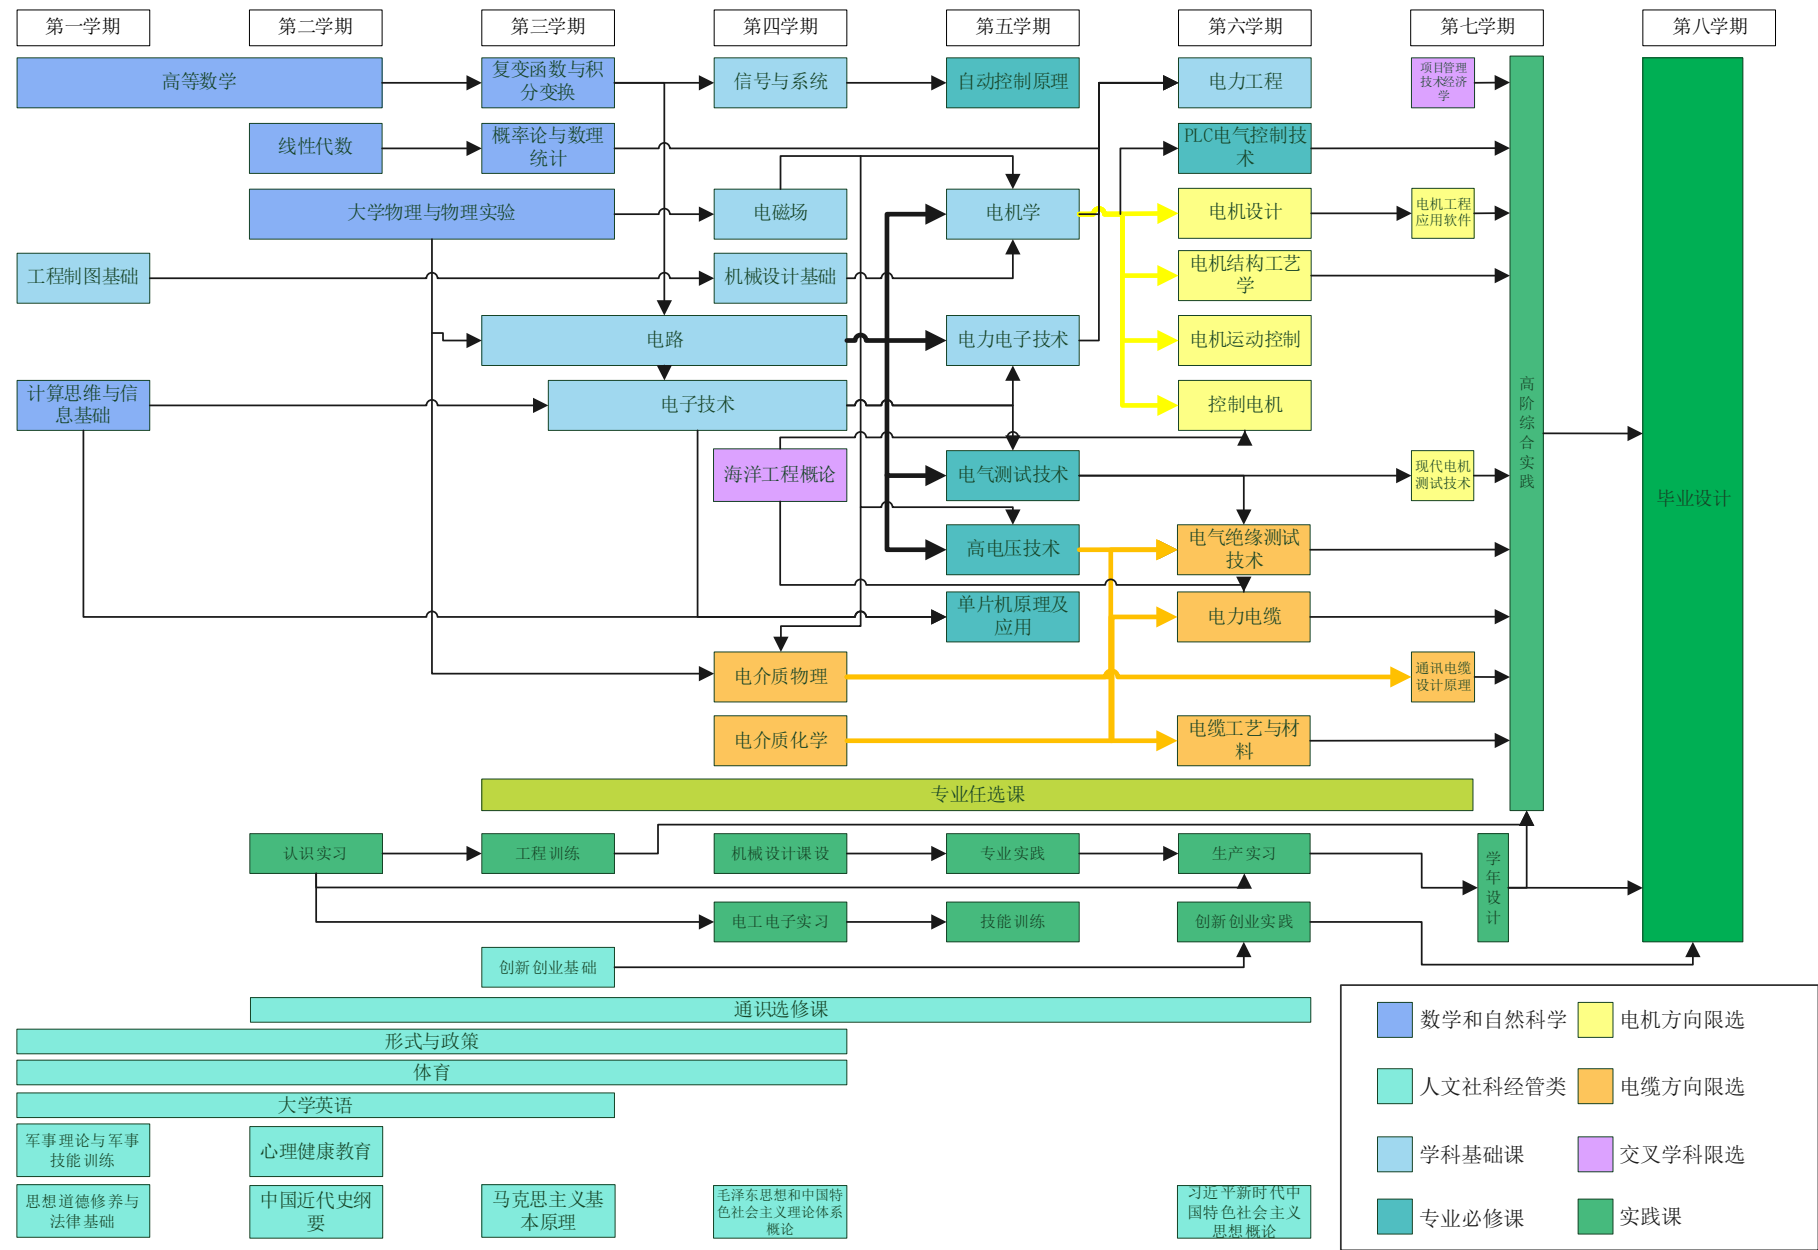 第一学期
第二学期
第三学期
第四学期
第五学期
第六学期
第七学期
第八学期
高等数学
复变函数与积
分变换
信号与系统
自动控制原理
电力工程
项目管理
技术经济
学
线性代数
概率论与数理
统计
PLC电气控制技
术
大学物理与物理实验
电磁场
电机学
电机设计
电机工程
应用软件
工程制图基础
机械设计基础
电机结构工艺
学
电路
电力电子技术
电机运动控制
计算思维与信
息基础
电子技术
控制电机
高
阶
综
合
实
践
海洋工程概论
电气测试技术
现代电机
测试技术
毕业设计
高电压技术
电气绝缘测试
技术
单片机原理及
应用
电力电缆
电介质物理
通讯电缆
设计原理
电介质化学
电缆工艺与材
料
专业任选课
认识实习
工程训练
机械设计课设
专业实践
生产实习
学
年
设
计
电工电子实习
技能训练
创新创业实践
创新创业基础
通识选修课
形式与政策
体育
大学英语
军事理论与军事
技能训练
心理健康教育
思想道德修养与
法律基础
中国近代史纲
要
马克思主义基
本原理
毛泽东思想和中国特
色社会主义理论体系
概论
习近平新时代中
国特色社会主义
思想概论
数学和自然科学
电机方向限选
人文社科经管类
电缆方向限选
学科基础课
交叉学科限选
专业必修课
实践课